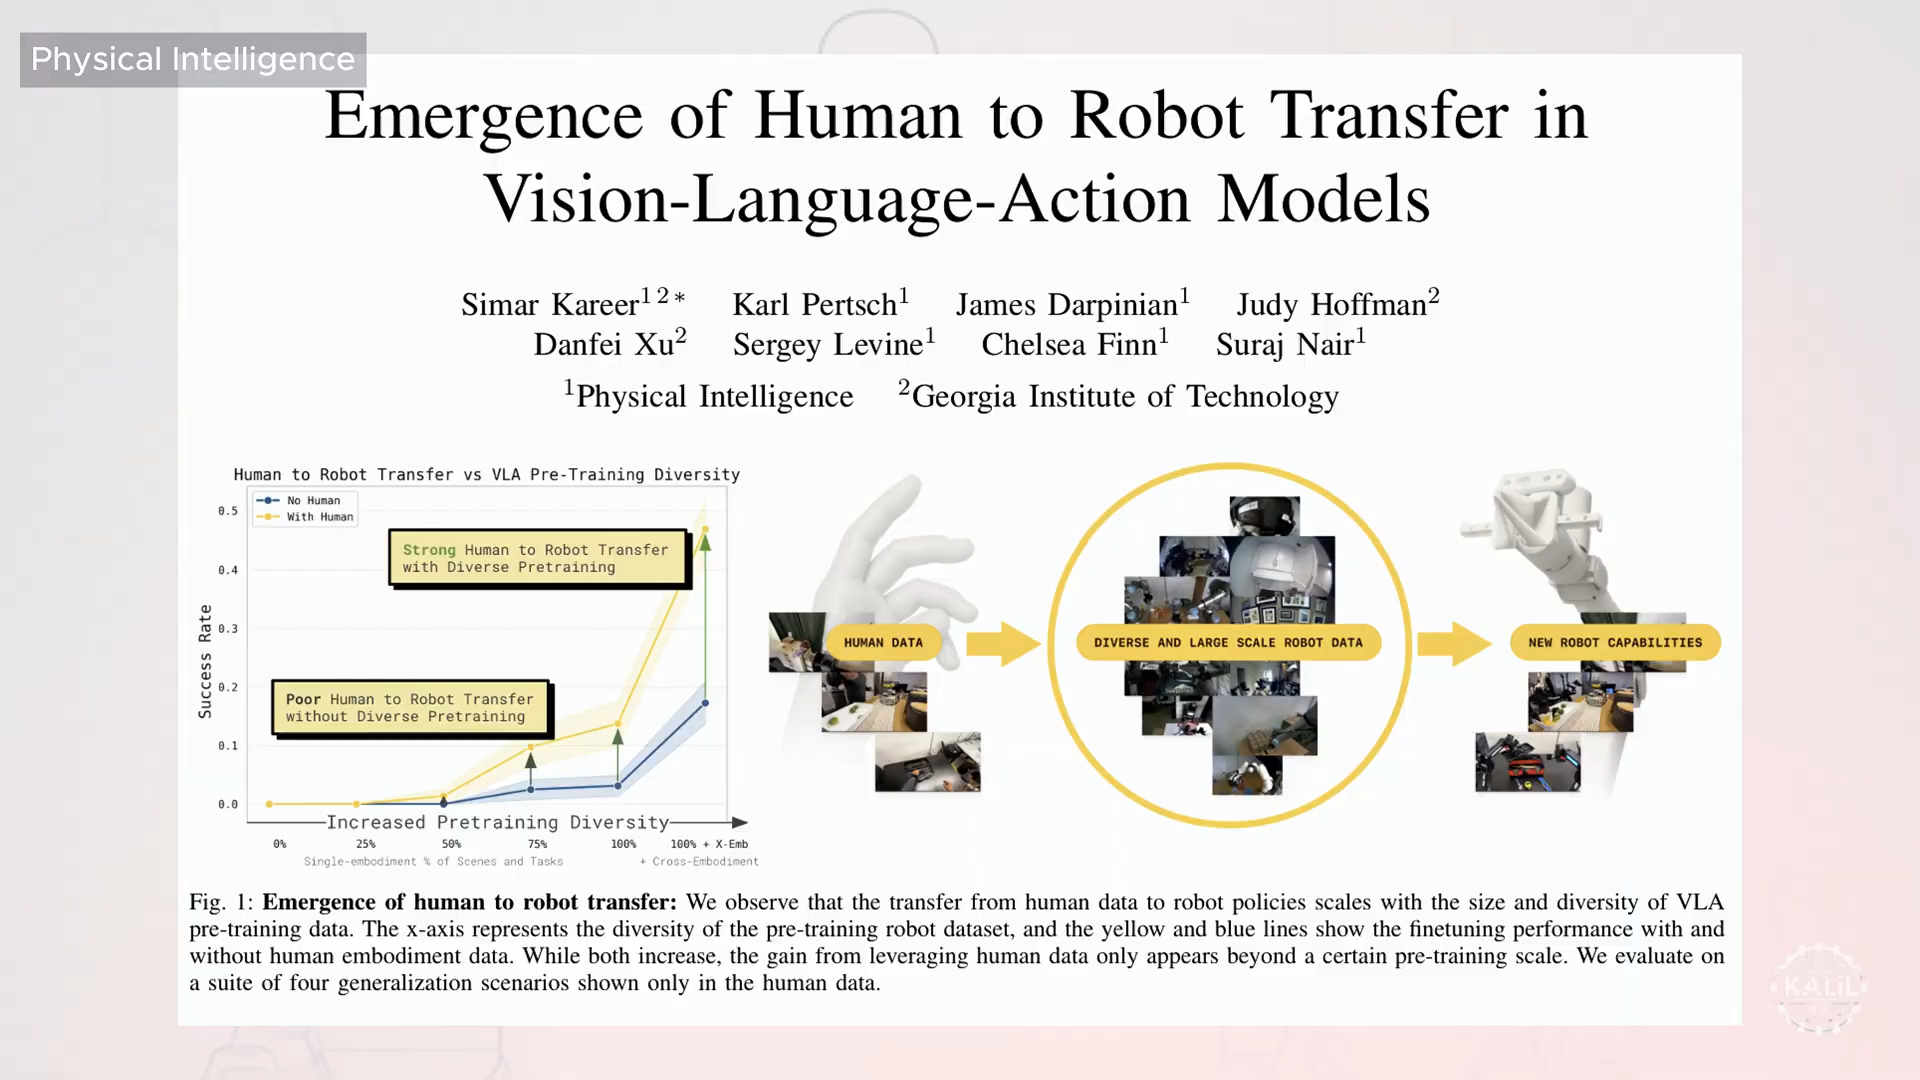 Physical Intelligence
Emergence of Human to Robot Transfer in
Vision-Language-Action Models
Simar Kareer¹ ²* Karl Pertsch¹ James Darpinian¹ Judy Hoffman²
Danfei Xu² Sergey Levine¹ Chelsea Finn¹ Suraj Nair¹
¹Physical Intelligence ²Georgia Institute of Technology
Human to Robot Transfer vs VLA Pre-Training Diversity
No Human
With Human
Success Rate
0.5
0.4
0.3
0.2
0.1
0.0
Strong Human to Robot Transfer
with Diverse Pretraining
Poor Human to Robot Transfer
without Diverse Pretraining
Increased Pretraining Diversity
0% 25% 50% 75% 100% 100% + X-Emb
Single-embodiment % of Scenes and Tasks + Cross-Embodiment
HUMAN DATA
DIVERSE AND LARGE SCALE ROBOT DATA
NEW ROBOT CAPABILITIES
Fig. 1: Emergence of human to robot transfer: We observe that the transfer from human data to robot policies scales with the size and diversity of VLA
pre-training data. The x-axis represents the diversity of the pre-training robot dataset, and the yellow and blue lines show the finetuning performance with and
without human embodiment data. While both increase, the gain from leveraging human data only appears beyond a certain pre-training scale. We evaluate on
a suite of four generalization scenarios shown only in the human data.
KALiL